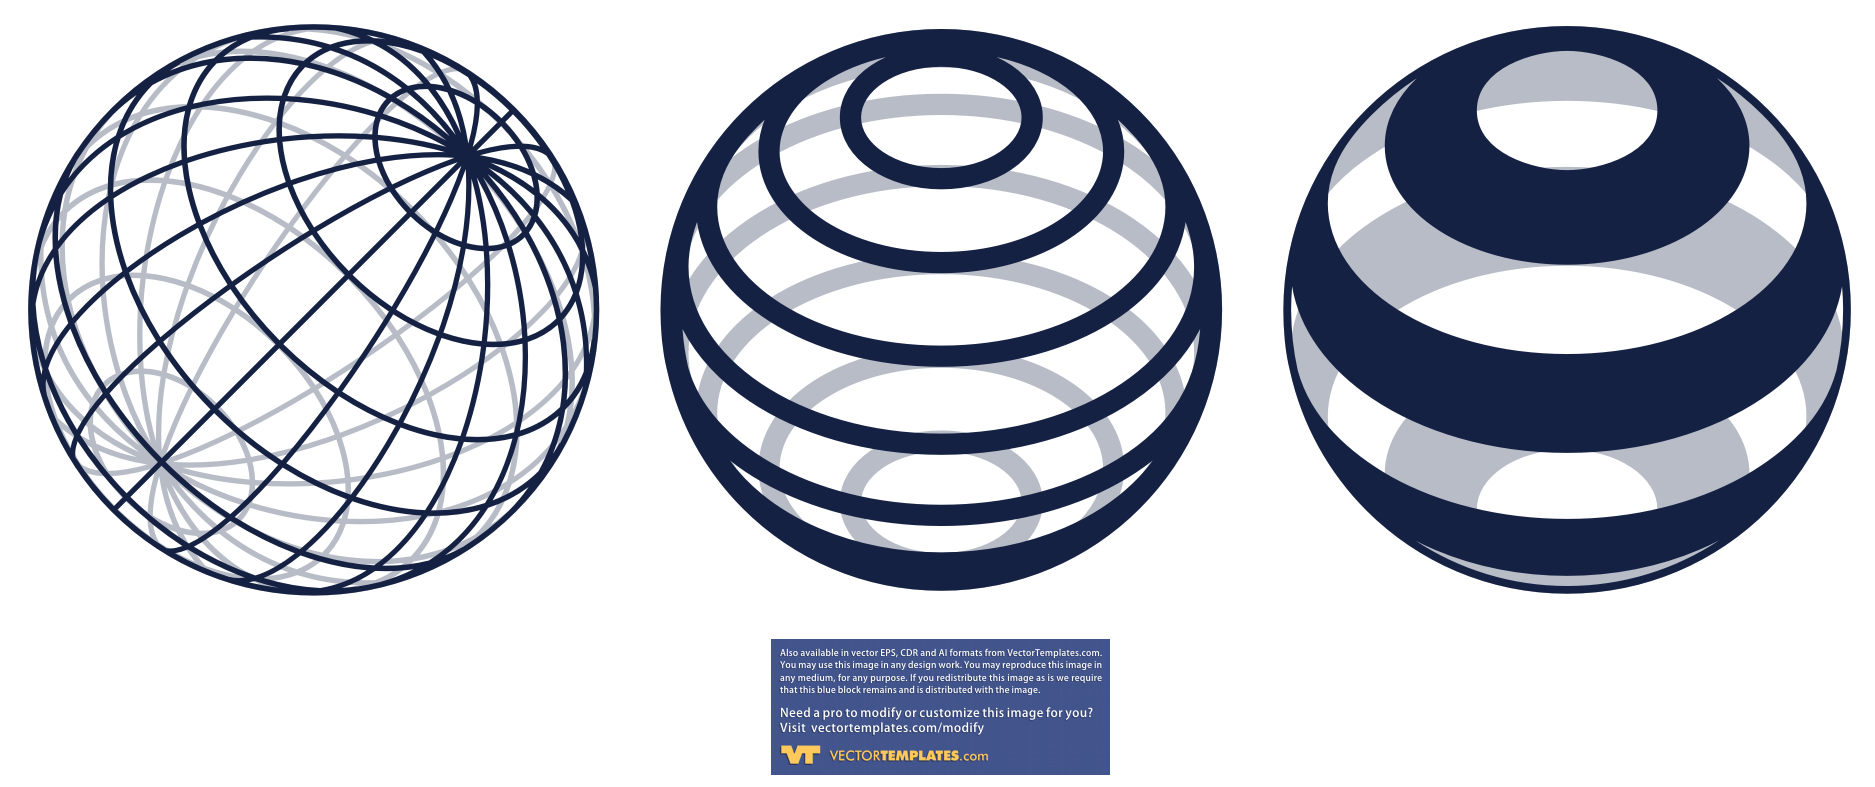 Also available in vector EPS, CDR and AI formats from VectorTemplates.com.
You may use this image in any design work. You may reproduce this image in
any medium, for any purpose. If you redistribute this image as is we require
that this blue block remains and is distributed with the image.
Need a pro to modify or customize this image for you?
Visit vectortemplates.com/modify
VT VECTORTEMPLATES.com